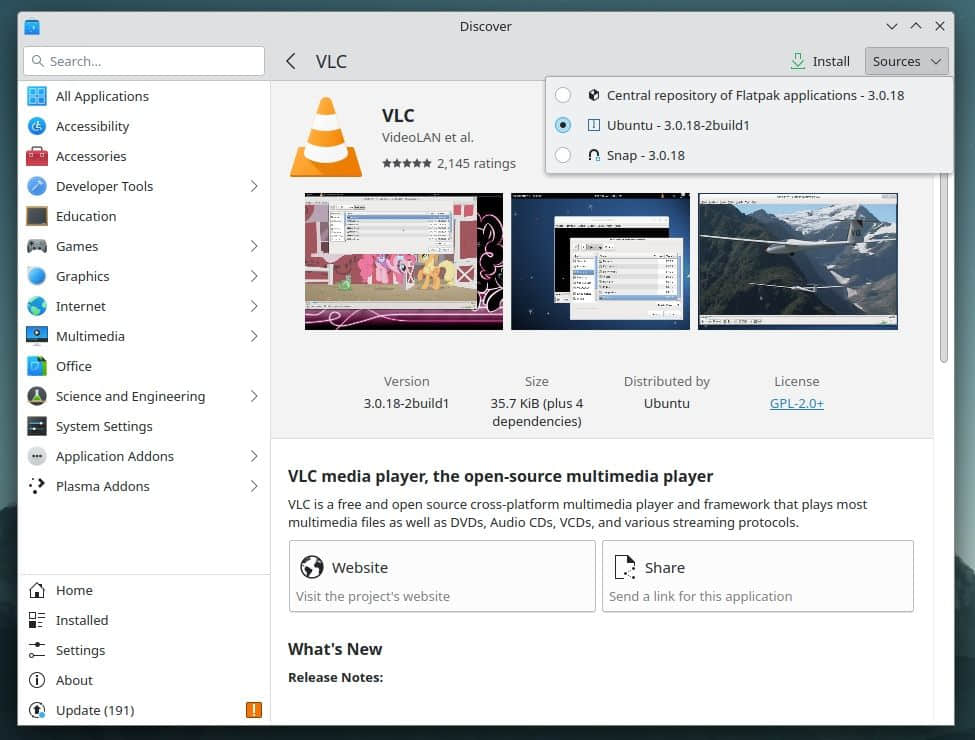 Discover
Search...
VLC
Install
Sources
All Applications
Accessibility
Accessories
Developer Tools
Education
Games
Graphics
Internet
Multimedia
Office
Science and Engineering
System Settings
Application Addons
Plasma Addons
Home
Installed
Settings
About
Update (191)
Central repository of Flatpak applications - 3.0.18
Ubuntu - 3.0.18-2build1
Snap - 3.0.18
VLC
VideoLAN et al.
2,145 ratings
Version
3.0.18-2build1
Size
35.7 KiB (plus 4
dependencies)
Distributed by
Ubuntu
License
GPL-2.0+
VLC media player, the open-source multimedia player
VLC is a free and open source cross-platform multimedia player and framework that plays most
multimedia files as well as DVDs, Audio CDs, VCDs, and various streaming protocols.
Website
Visit the project's website
Share
Send a link for this application
What's New
Release Notes: